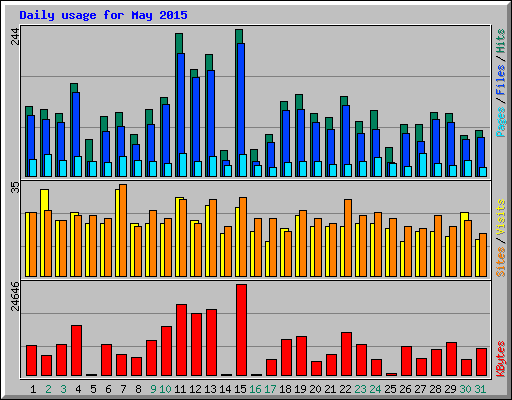 Daily usage for May 2015
244
Pages/Files/Hits
35
Sites/Visits
24646
KBytes
1 2 3 4 5 6 7 8 9 10 11 12 13 14 15 16 17 18 19 20 21 22 23 24 25 26 27 28 29 30 31